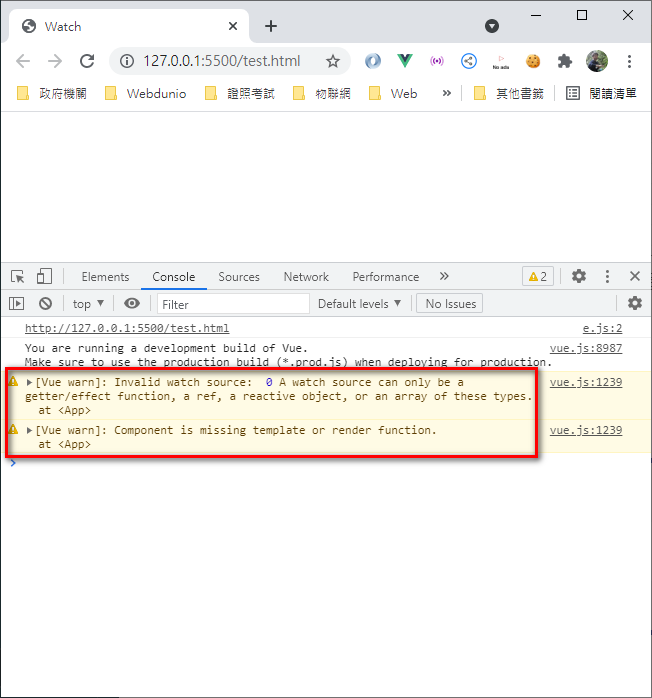 Watch
127.0.0.1:5500/test.html
No ads
政府機關 Webdunio 證照考試 物聯網 Web » 其他書籤 閱讀清單
Elements Console Sources Network Performance » 2
top Filter Default levels No Issues
http://127.0.0.1:5500/test.html e.js:2
You are running a development build of Vue. vue.js:8987
Make sure to use the production build (*.prod.js) when deploying for production.
[Vue warn]: Invalid watch source:  0 A watch source can only be a vue.js:1239
getter/effect function, a ref, a reactive object, or an array of these types.
at <App>
[Vue warn]: Component is missing template or render function. vue.js:1239
at <App>